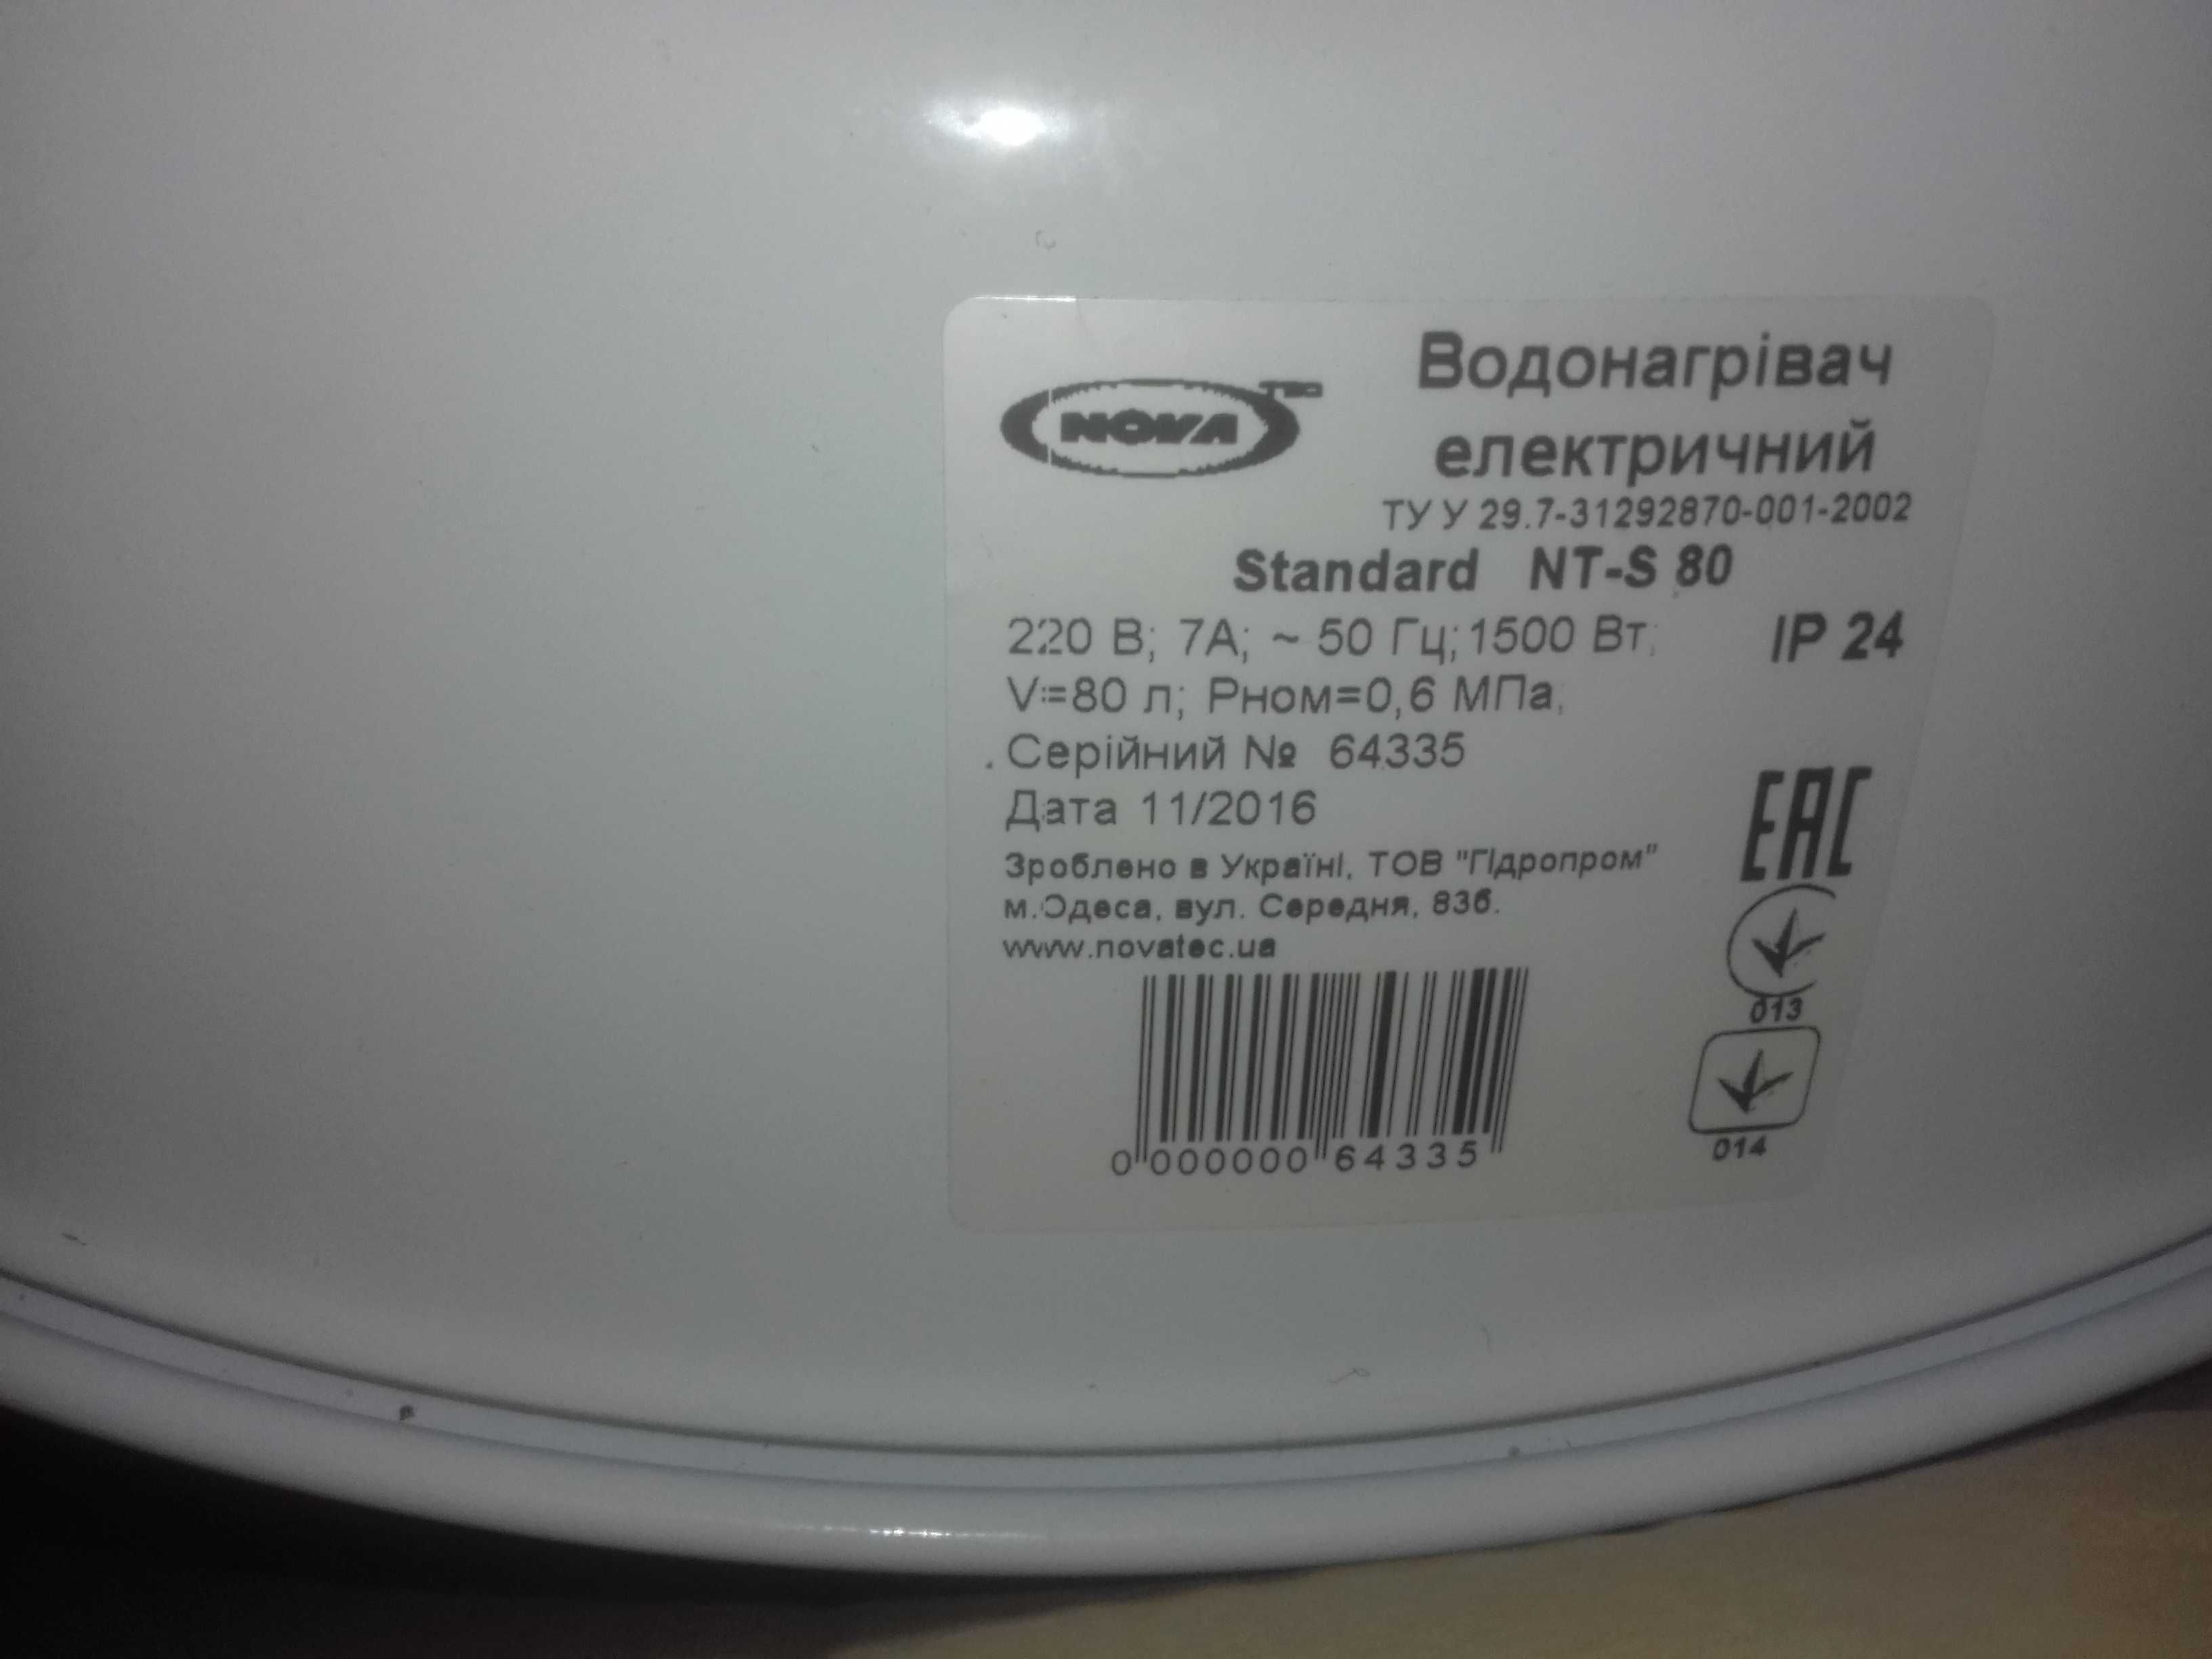 NOVA TEC
Водонагрівач
електричний
ТУ У 29.7-31292870-001-2002
Standard NT-S 80
220 В; 7А; ~ 50 Гц; 1500 Вт; IP 24
V=80 л; Рном=0,6 МПа;
Серійний № 64335
Дата 11/2016
Зроблено в Україні, ТОВ "Гідропром"
м.Одеса, вул. Середня, 83б.
www.novatec.ua
EAC
013
014
0 000000 64335